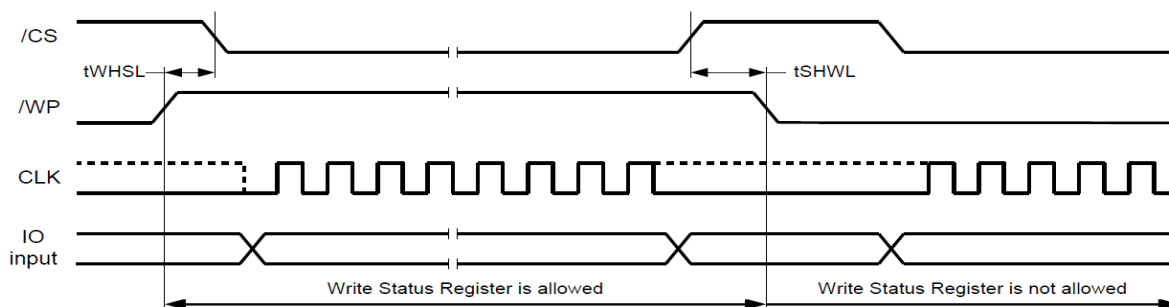 /CS
tWHSL
tSHWL
/WP
CLK
IO
input
Write Status Register is allowed
Write Status Register is not allowed